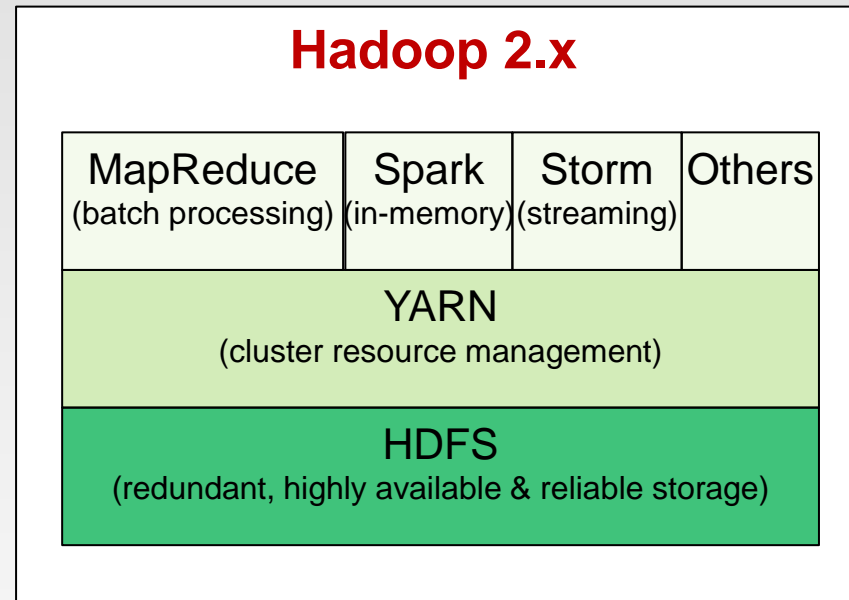 Hadoop 2.x
MapReduce
(batch processing)
Spark
(in-memory)
Storm
(streaming)
Others
YARN
(cluster resource management)
HDFS
(redundant, highly available & reliable storage)